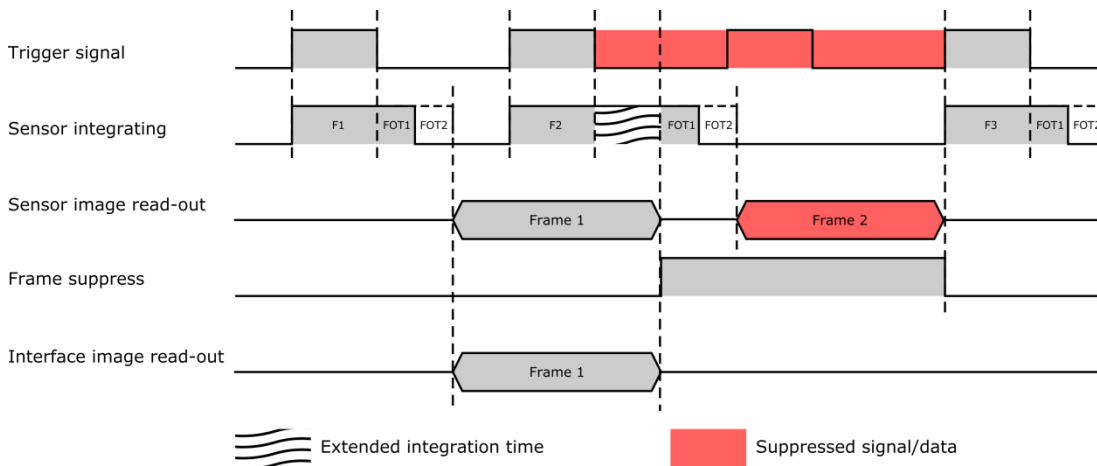 Trigger signal
Sensor integrating
F1 FOT1 FOT2 F2 FOT1 FOT2 F3 FOT1 FOT2
Sensor image read-out
Frame 1 Frame 2
Frame suppress
Interface image read-out
Frame 1
Extended integration time Suppressed signal/data